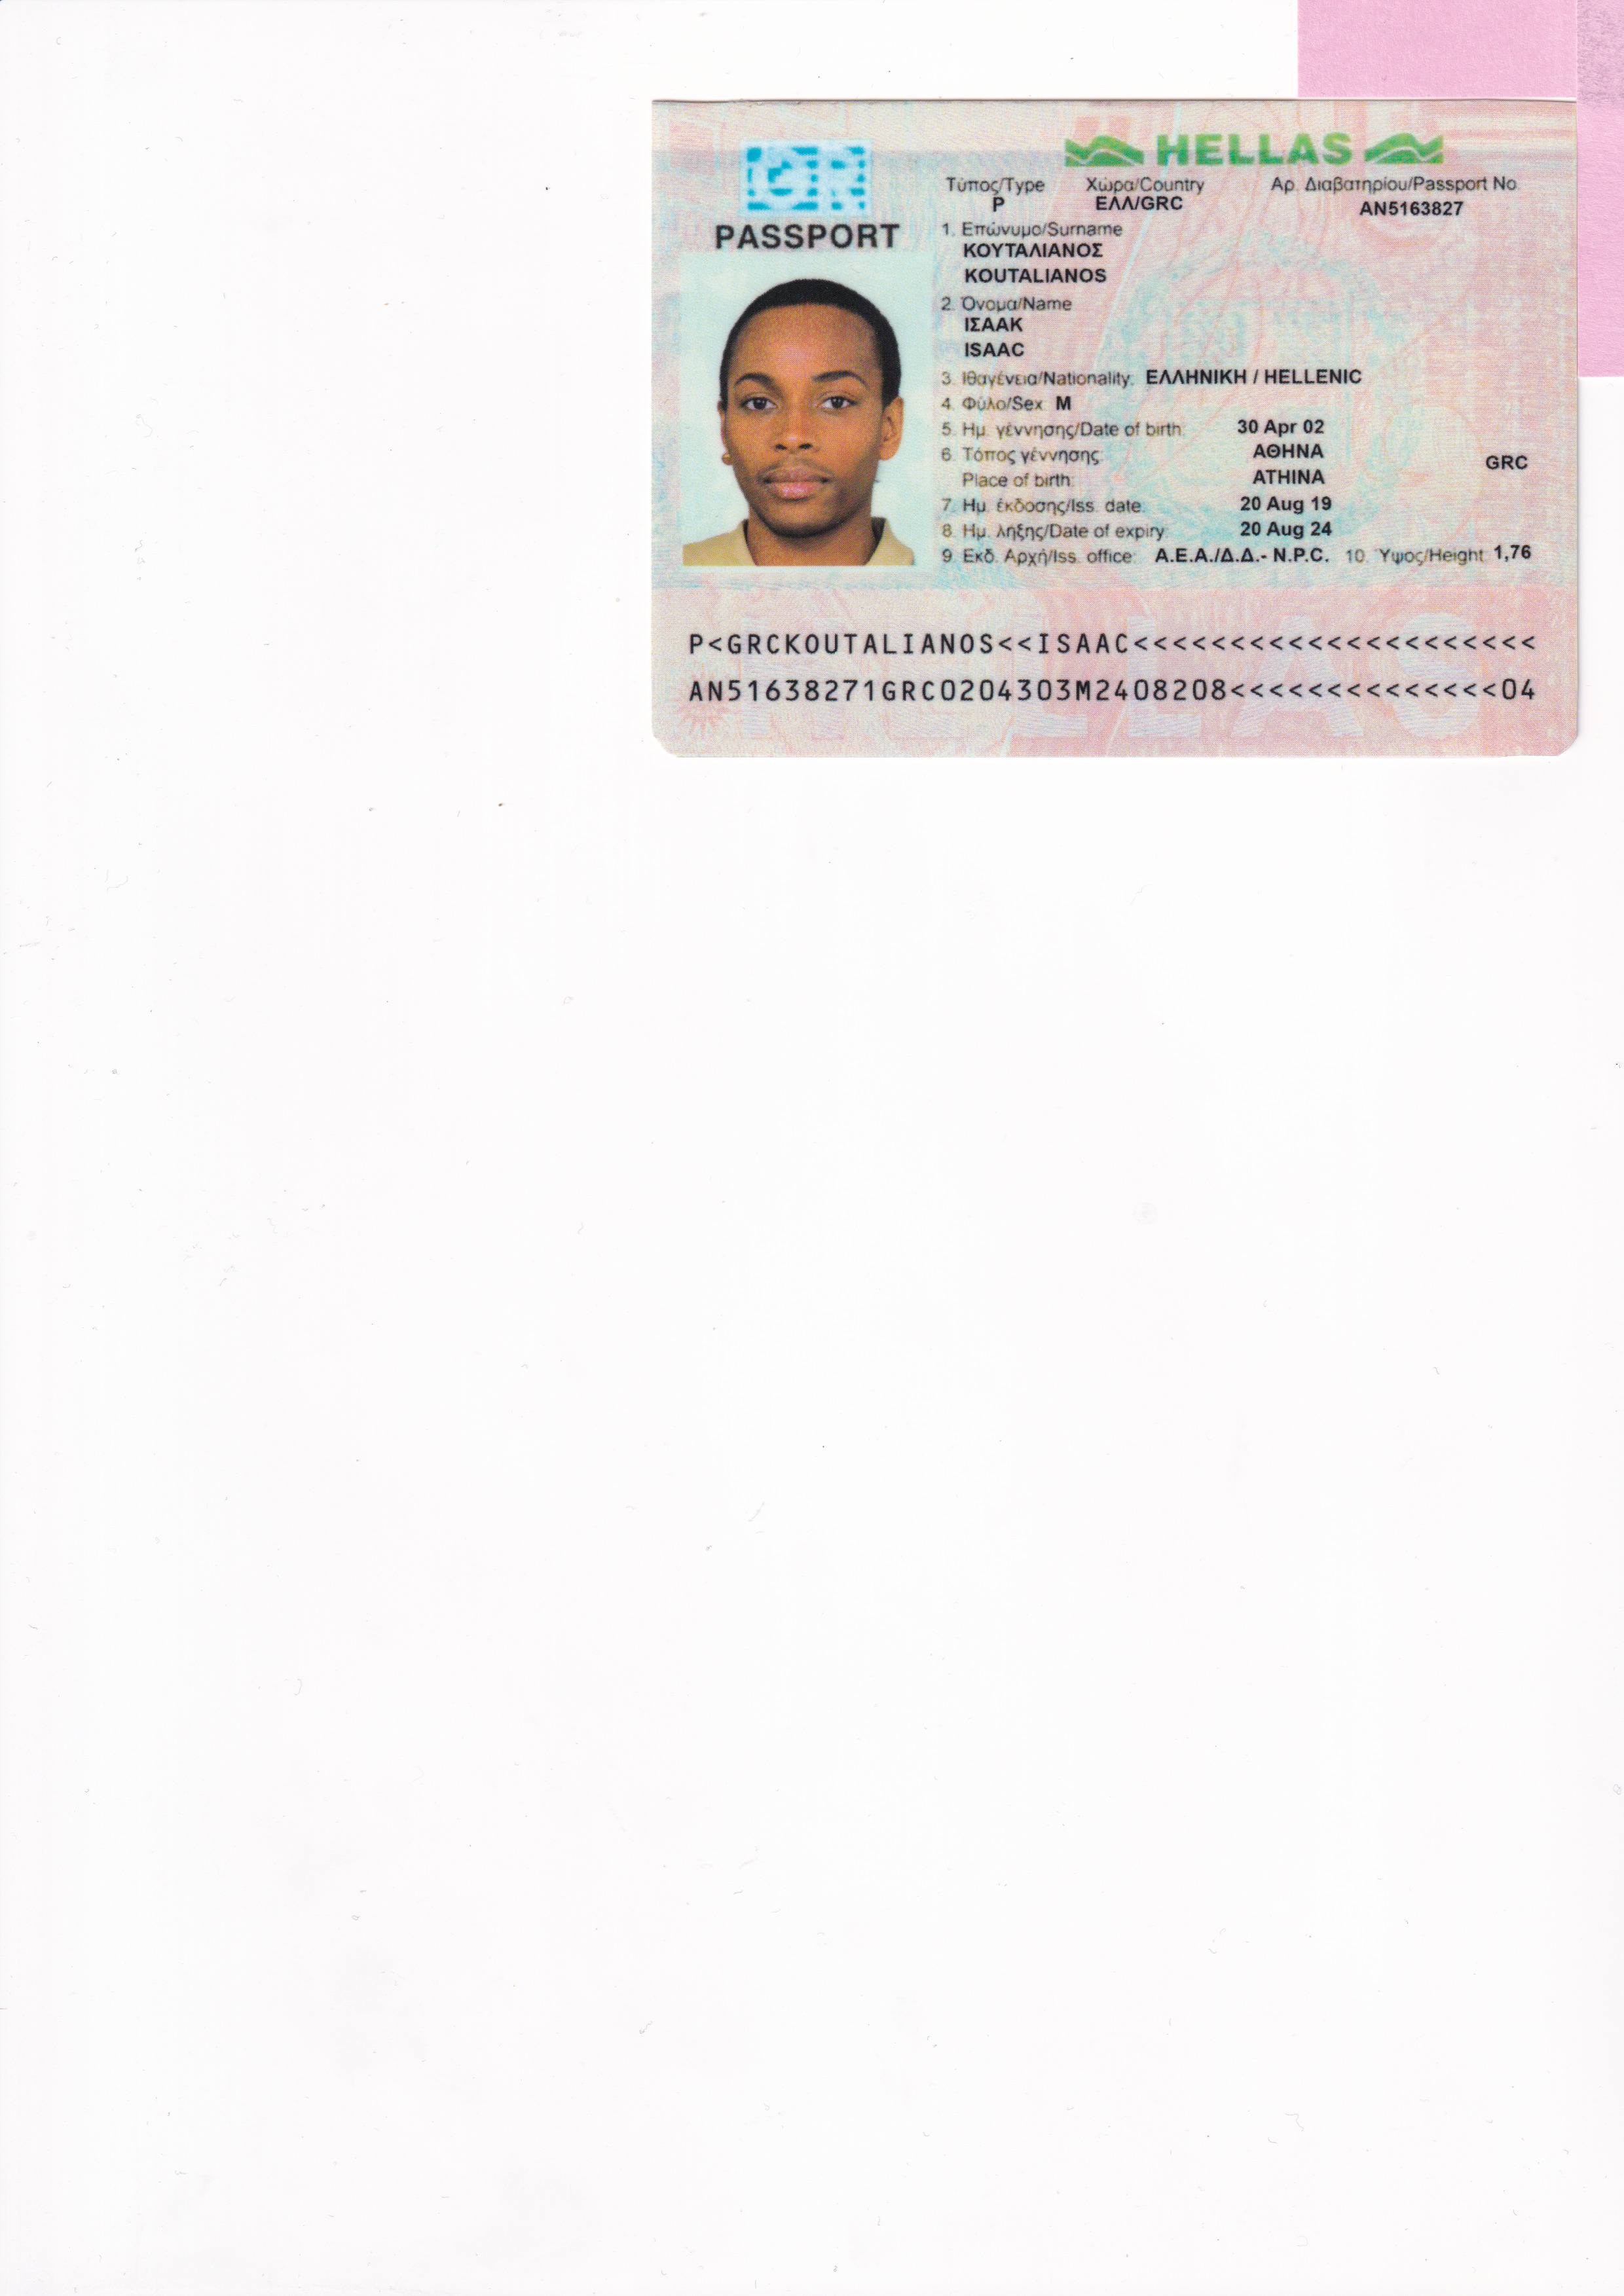 GR
HELLAS
PASSPORT
Τύπος/Type Χώρα/Country Αρ. Διαβατηρίου/Passport No
P ΕΛΛ/GRC AN5163827
1. Επώνυμο/Surname
ΚΟΥΤΑΛΙΑΝΟΣ
KOUTALIANOS
2. Όνομα/Name
ΙΣΑΑΚ
ISAAC
3. Ιθαγένεια/Nationality: ΕΛΛΗΝΙΚΗ / HELLENIC
4. Φύλο/Sex: M
5. Ημ. γέννησης/Date of birth: 30 Apr 02
6. Τόπος γέννησης: ΑΘΗΝΑ
Place of birth: ATHINA
GRC
7. Ημ. έκδοσης/Iss. date: 20 Aug 19
8. Ημ. λήξης/Date of expiry: 20 Aug 24
9. Εκδ. Αρχή/Iss. office: Α.Ε.Α./Δ.Δ.- N.P.C. 10. Ύψος/Height: 1,76
P<GRCKOUTALIANOS<<ISAAC<<<<<<<<<<<<<<<<<<<<<
AN51638271GRC0204303M2408208<<<<<<<<<<<<<<04
HELLAS